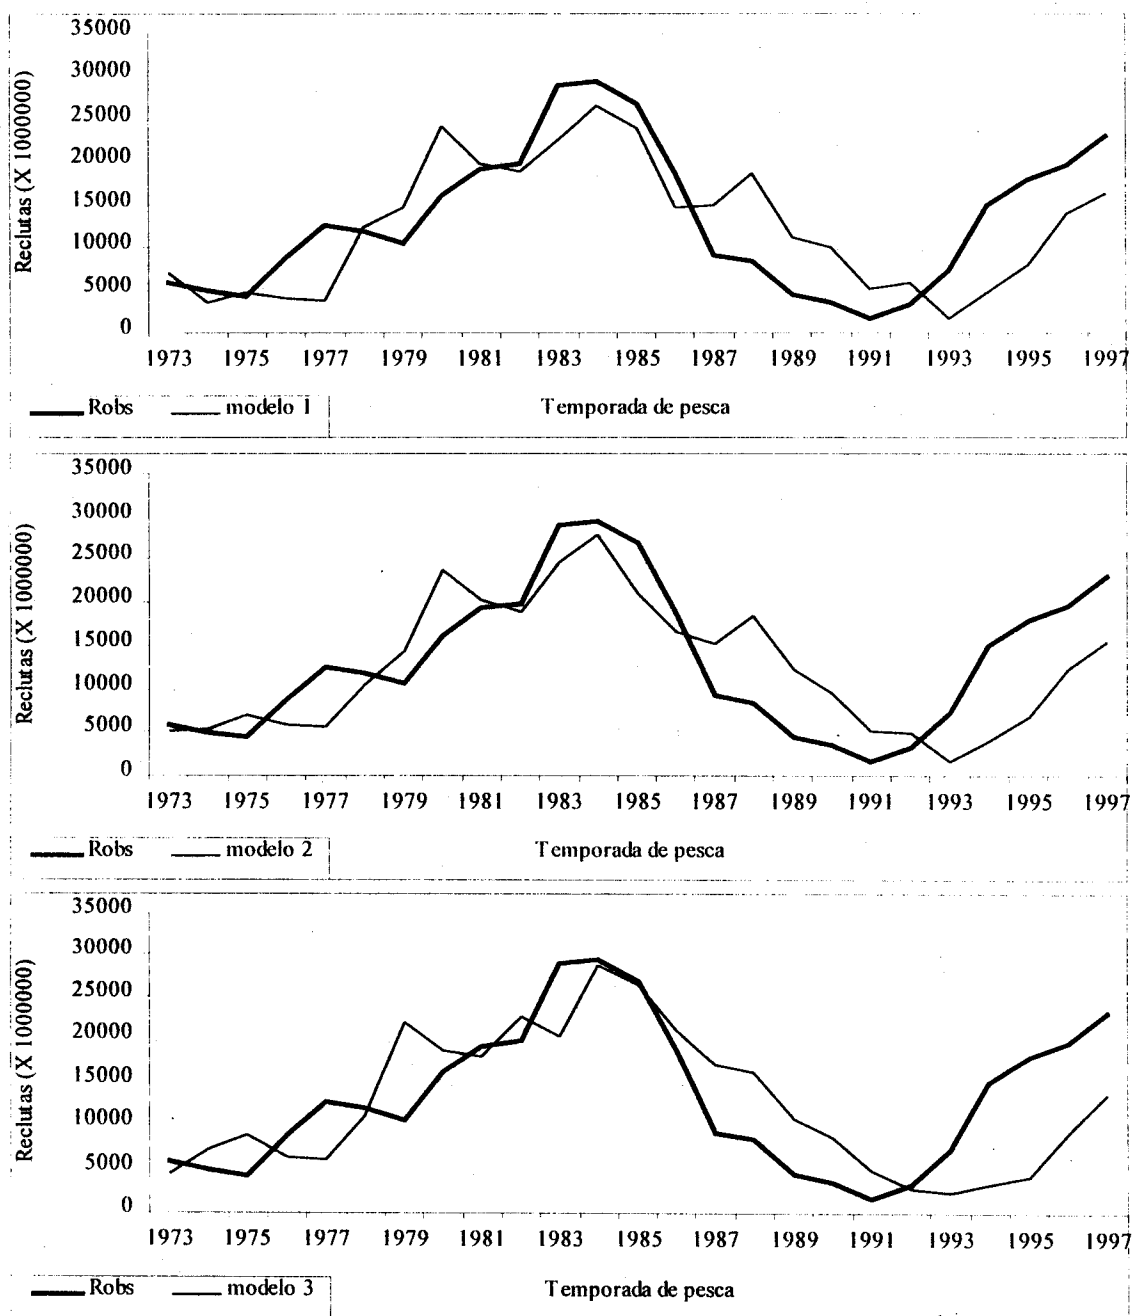 35000
30000
25000
20000
15000
10000
5000
0
Reclutas (X 1000000)
1973 1975 1977 1979 1981 1983 1985 1987 1989 1991 1993 1995 1997
Robs modelo 1 Temporada de pesca
35000
30000
25000
20000
15000
10000
5000
0
Reclutas (X 1000000)
1973 1975 1977 1979 1981 1983 1985 1987 1989 1991 1993 1995 1997
Robs modelo 2 Temporada de pesca
35000
30000
25000
20000
15000
10000
5000
0
Reclutas (X 1000000)
1973 1975 1977 1979 1981 1983 1985 1987 1989 1991 1993 1995 1997
Robs modelo 3 Temporada de pesca